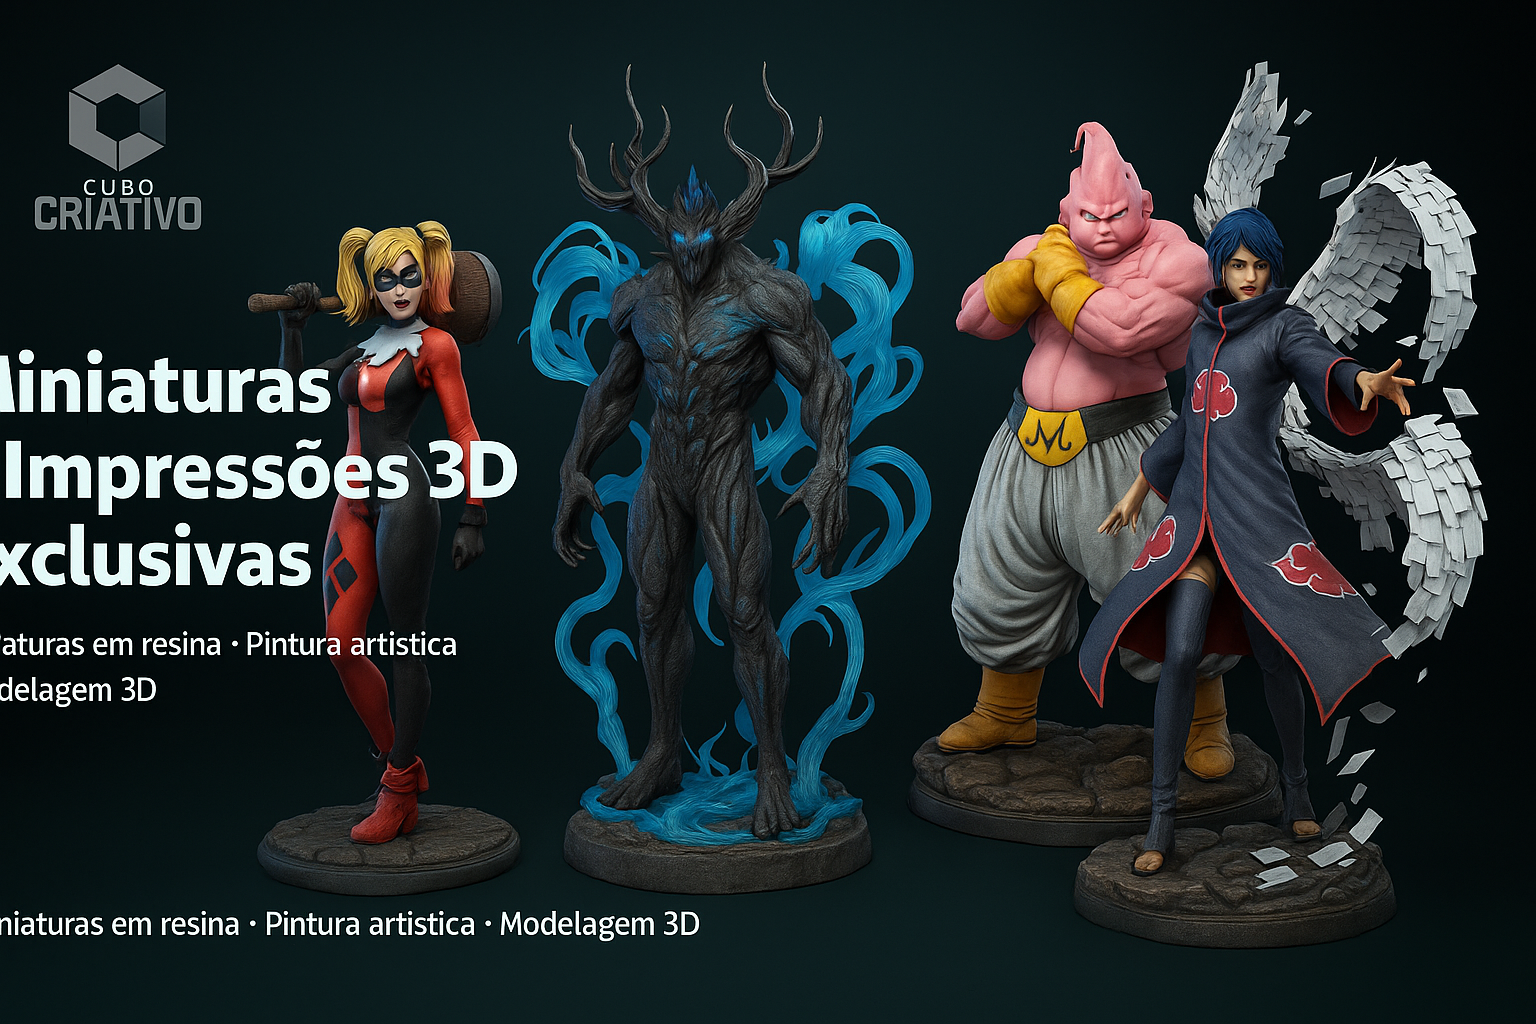 CUBO
CRIATIVO
Miniaturas
Impressões 3D
xclusivas
aturas em resina · Pintura artistica
delagem 3D
niaturas em resina · Pintura artistica · Modelagem 3D